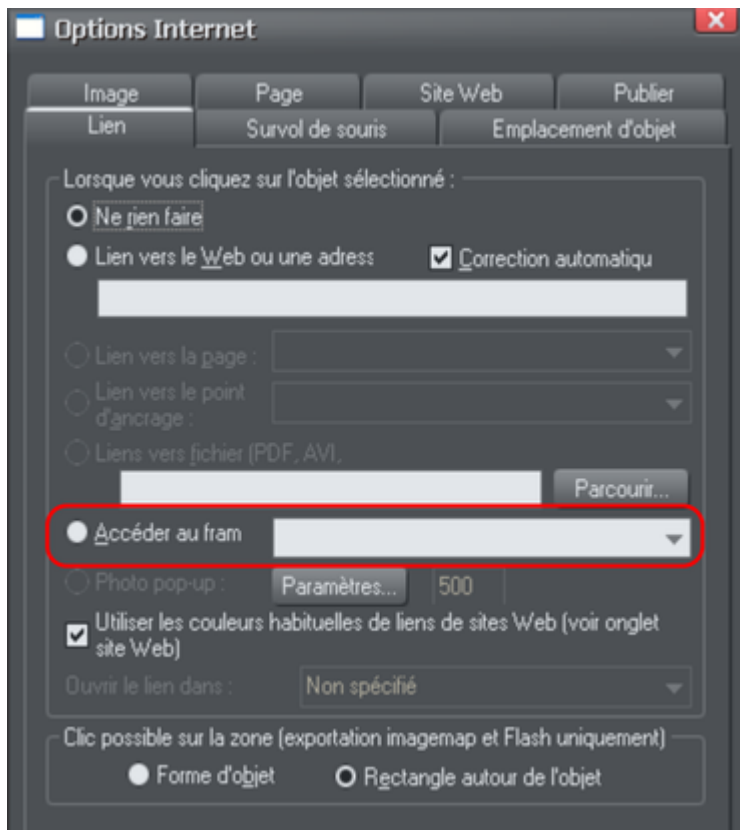 Options Internet
Image Page Site Web Publier
Lien Survol de souris Emplacement d'objet
Lorsque vous cliquez sur l'objet sélectionné :
Ne rien faire
Lien vers le Web ou une adress Correction automatiqu
Lien vers la page :
Lien vers le point
d'ancrage :
Liens vers fichier (PDF, AVI,
Parcourir...
Accéder au fram
Photo pop-up : Paramètres... 500
Utiliser les couleurs habituelles de liens de sites Web (voir onglet
site Web)
Ouvrir le lien dans : Non spécifié
Clic possible sur la zone (exportation imagemap et Flash uniquement)
Forme d'objet Rectangle autour de l'objet